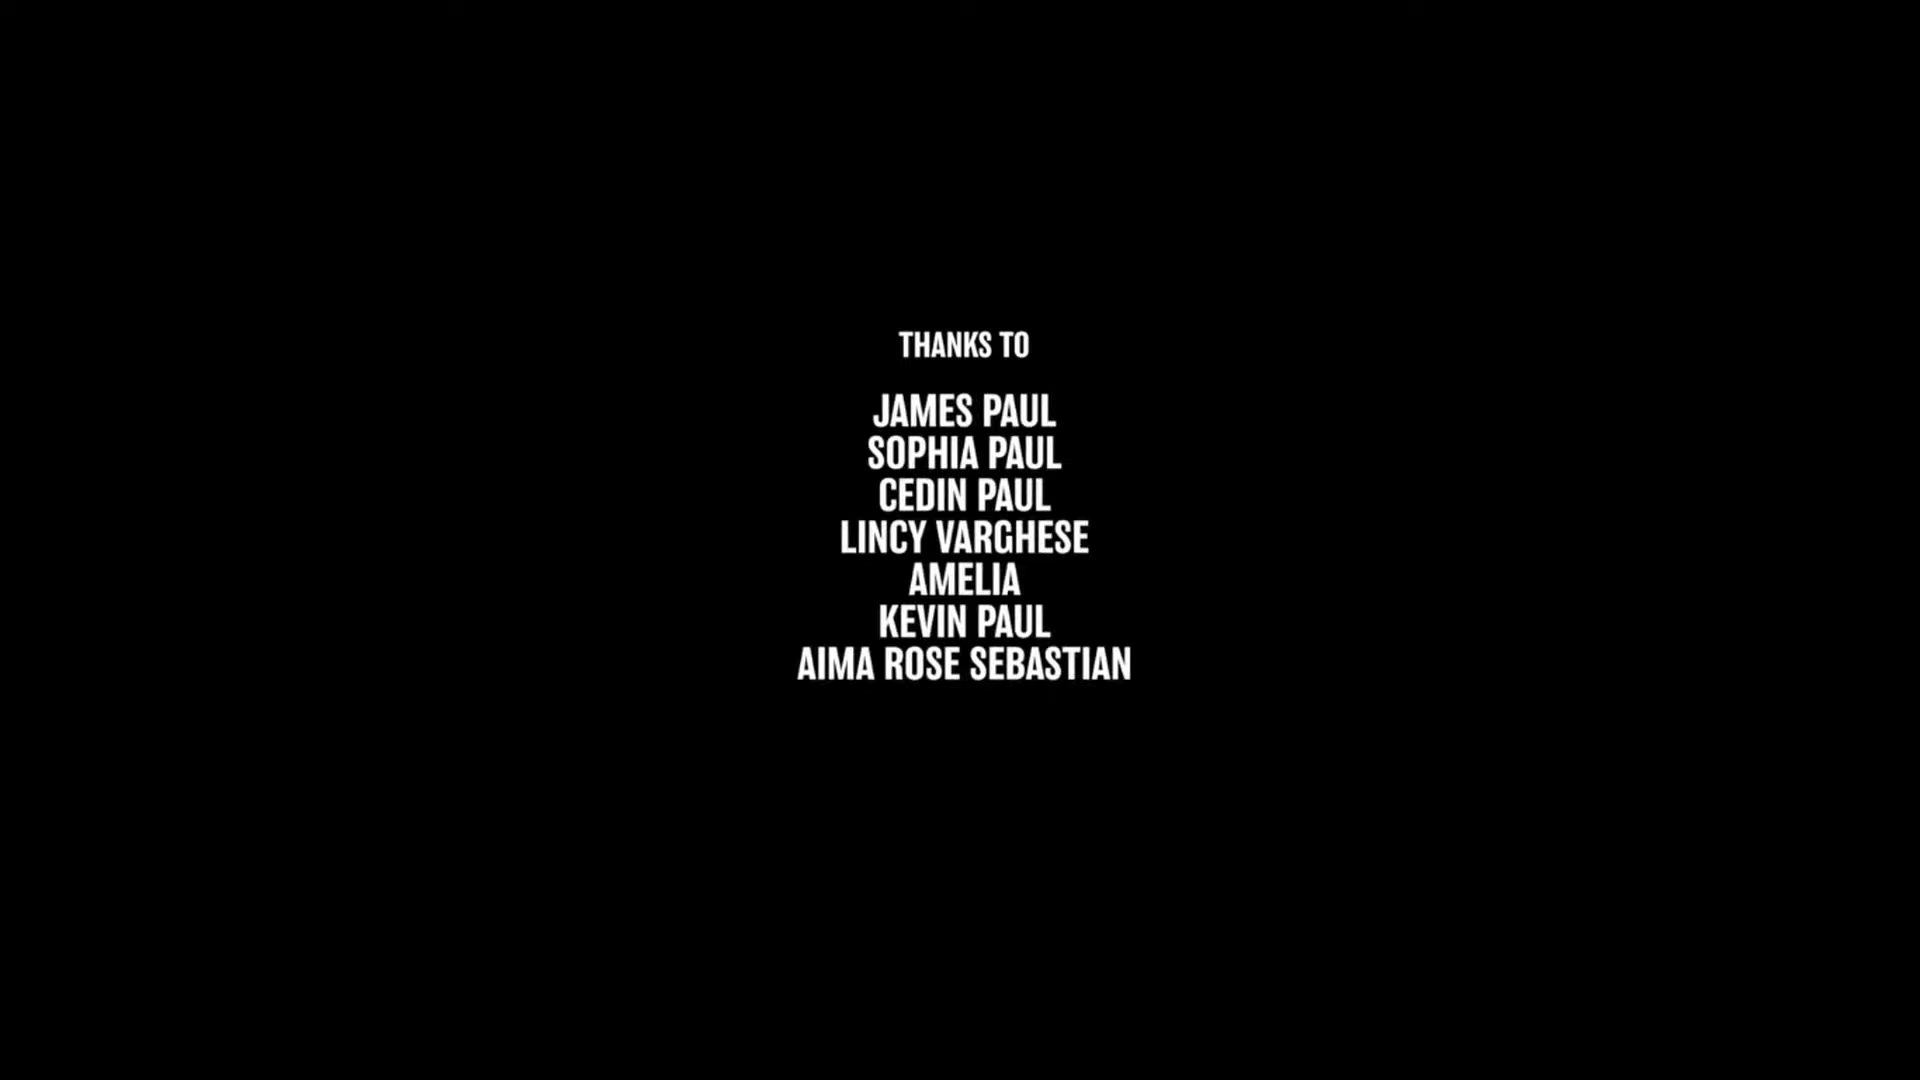 THANKS TO
JAMES PAUL
SOPHIA PAUL
CEDIN PAUL
LINCY VARGHESE
AMELIA
KEVIN PAUL
AIMA ROSE SEBASTIAN